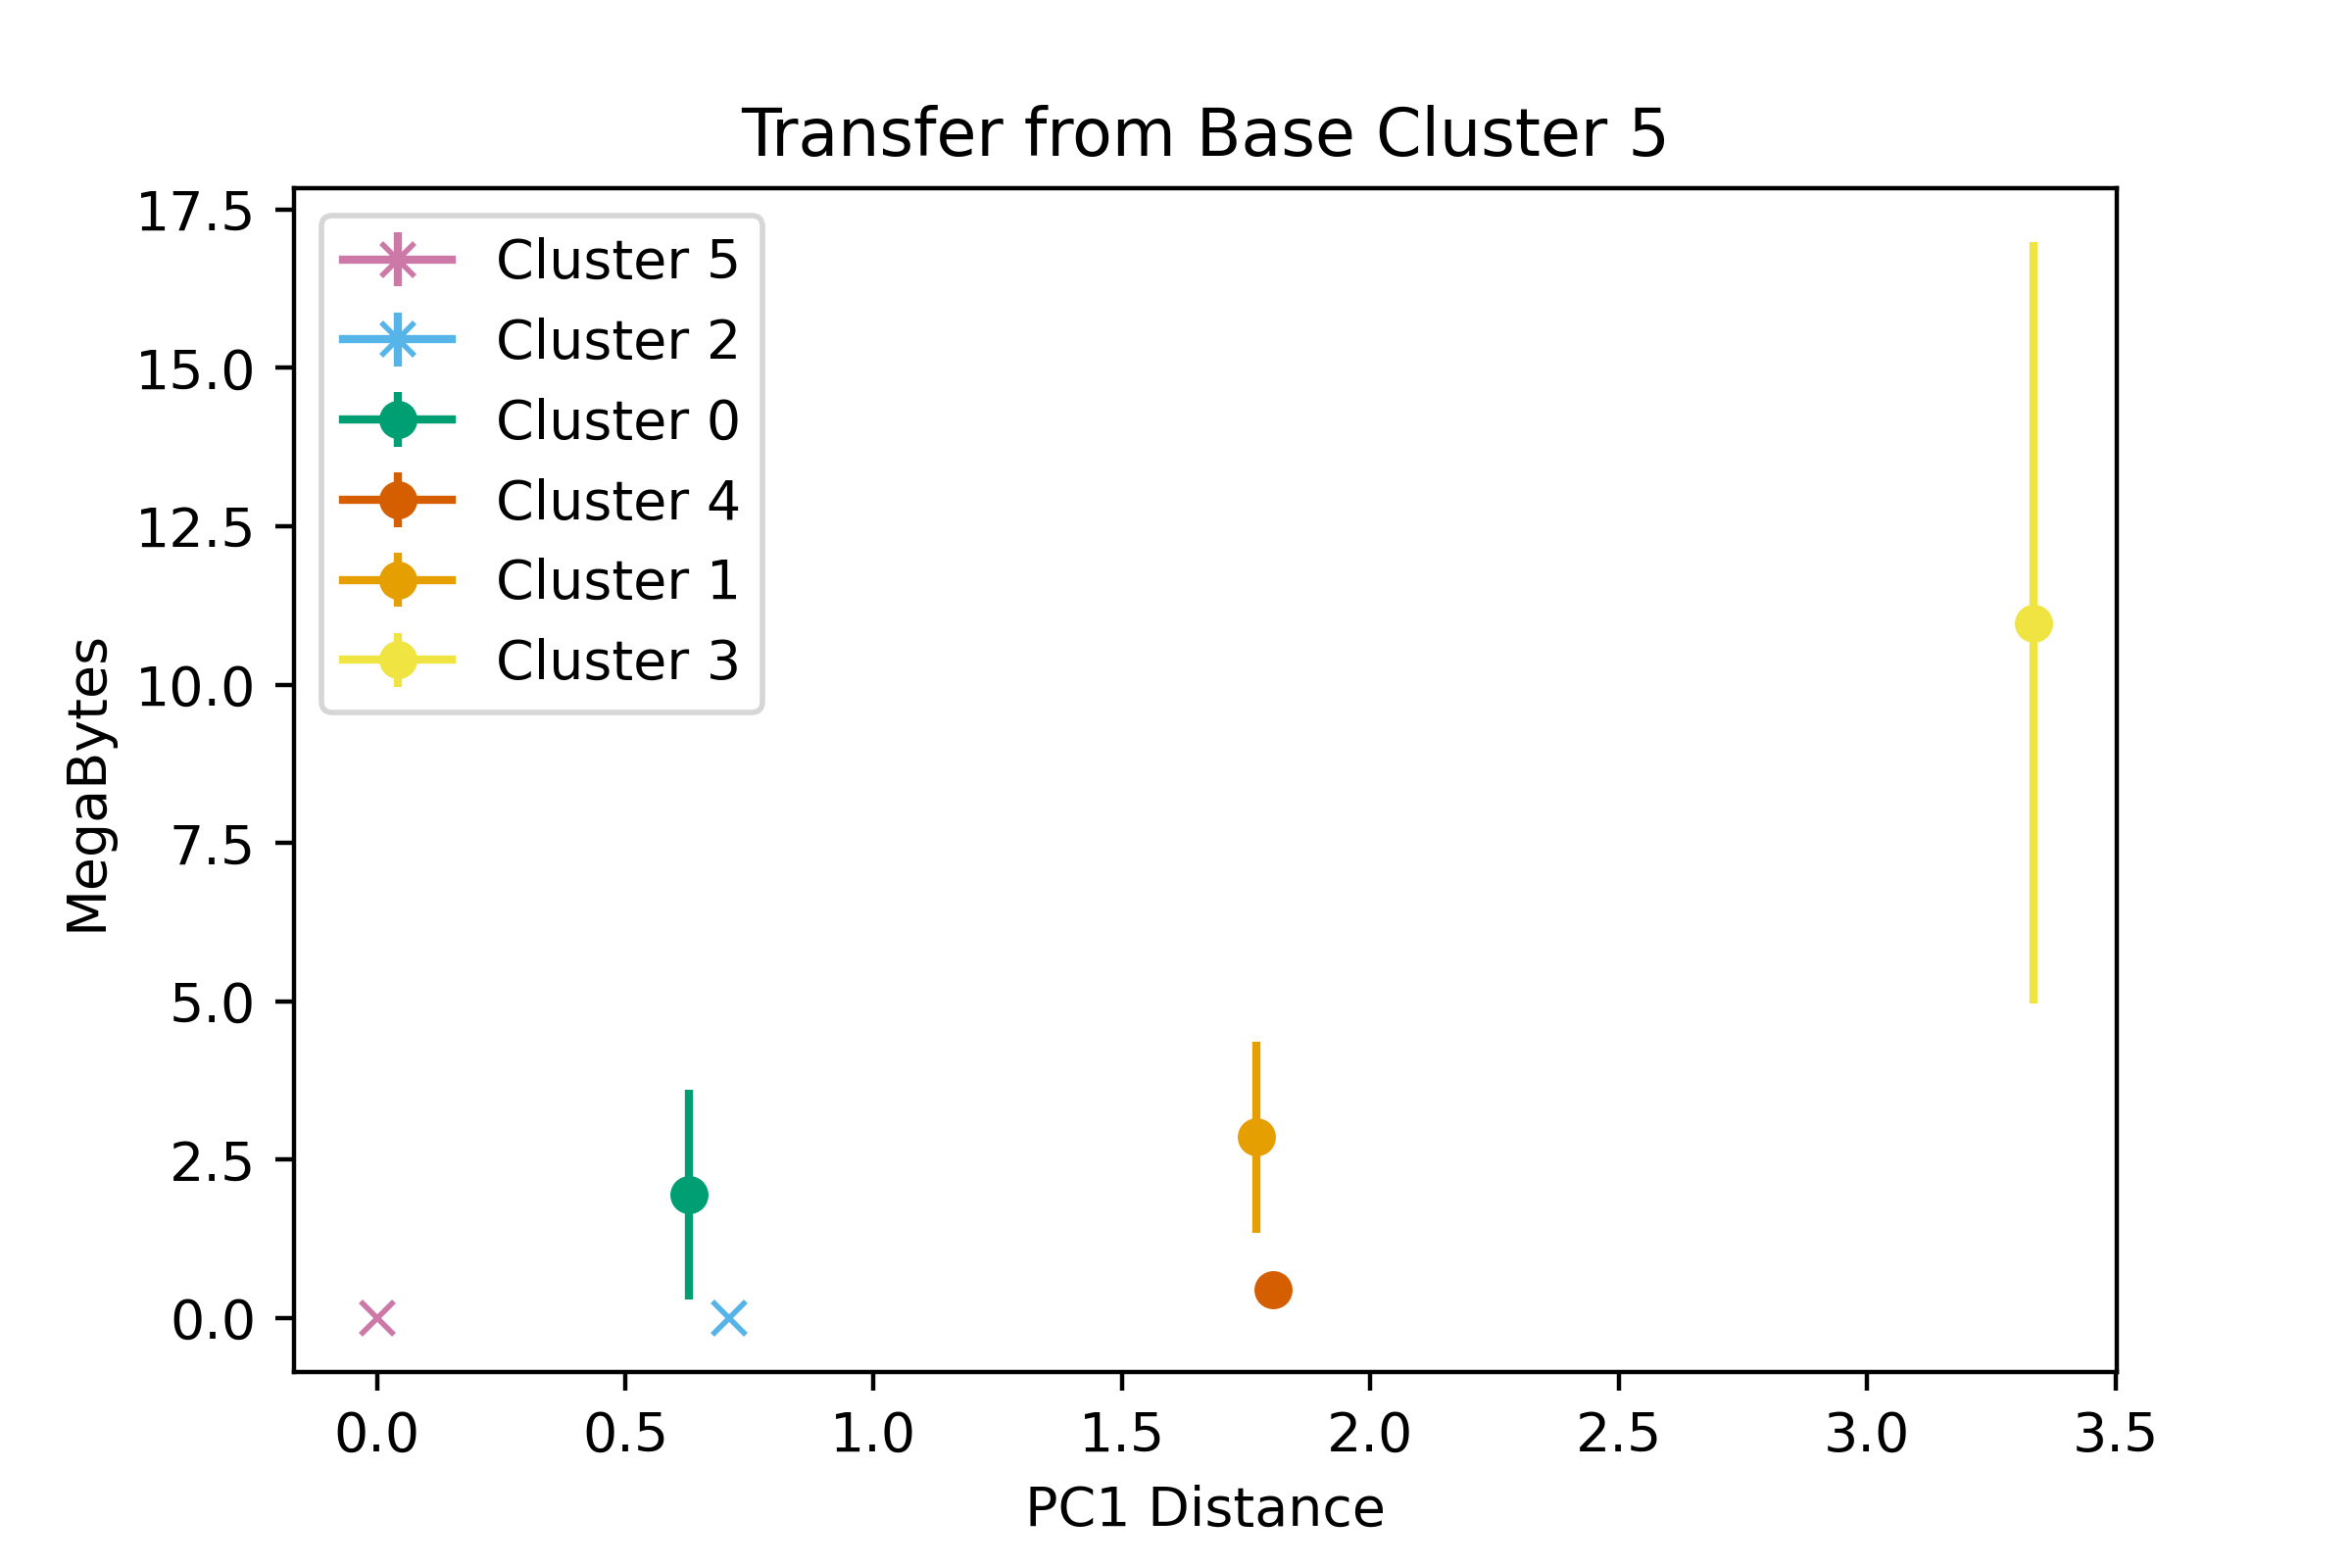 Transfer from Base Cluster 5
17.5
15.0
12.5
10.0
7.5
5.0
2.5
0.0
MegaBytes
Cluster 5
Cluster 2
Cluster 0
Cluster 4
Cluster 1
Cluster 3
0.0 0.5 1.0 1.5 2.0 2.5 3.0 3.5
PC1 Distance